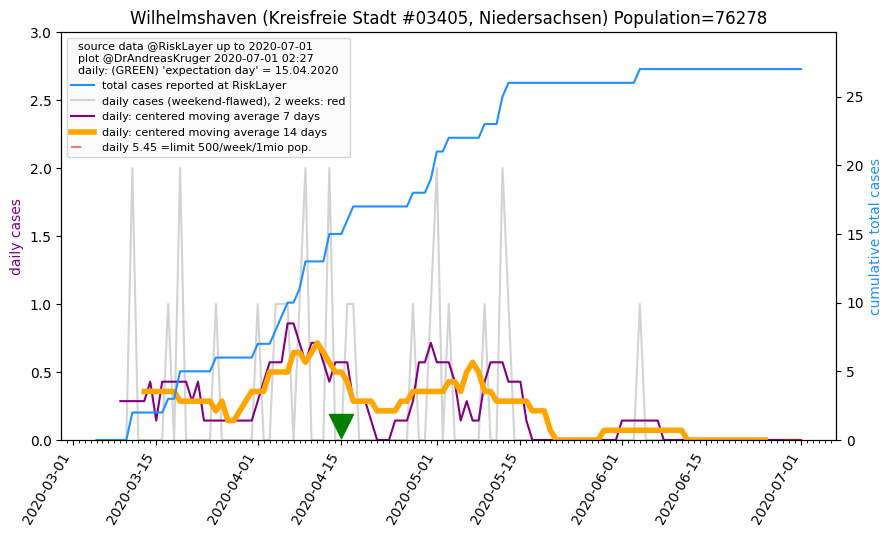 Wilhelmshaven (Kreisfreie Stadt #03405, Niedersachsen) Population=76278
source data @RiskLayer up to 2020-07-01
plot @DrAndreasKruger 2020-07-01 02:27
daily: (GREEN) 'expectation day' = 15.04.2020
total cases reported at RiskLayer
daily cases (weekend-flawed), 2 weeks: red
daily: centered moving average 7 days
daily: centered moving average 14 days
daily 5.45 =limit 500/week/1mio pop.
daily cases
3.0
2.5
2.0
1.5
1.0
0.5
0.0
cumulative total cases
25
20
15
10
5
0
2020-03-01
2020-03-15
2020-04-01
2020-04-15
2020-05-01
2020-05-15
2020-06-01
2020-06-15
2020-07-01